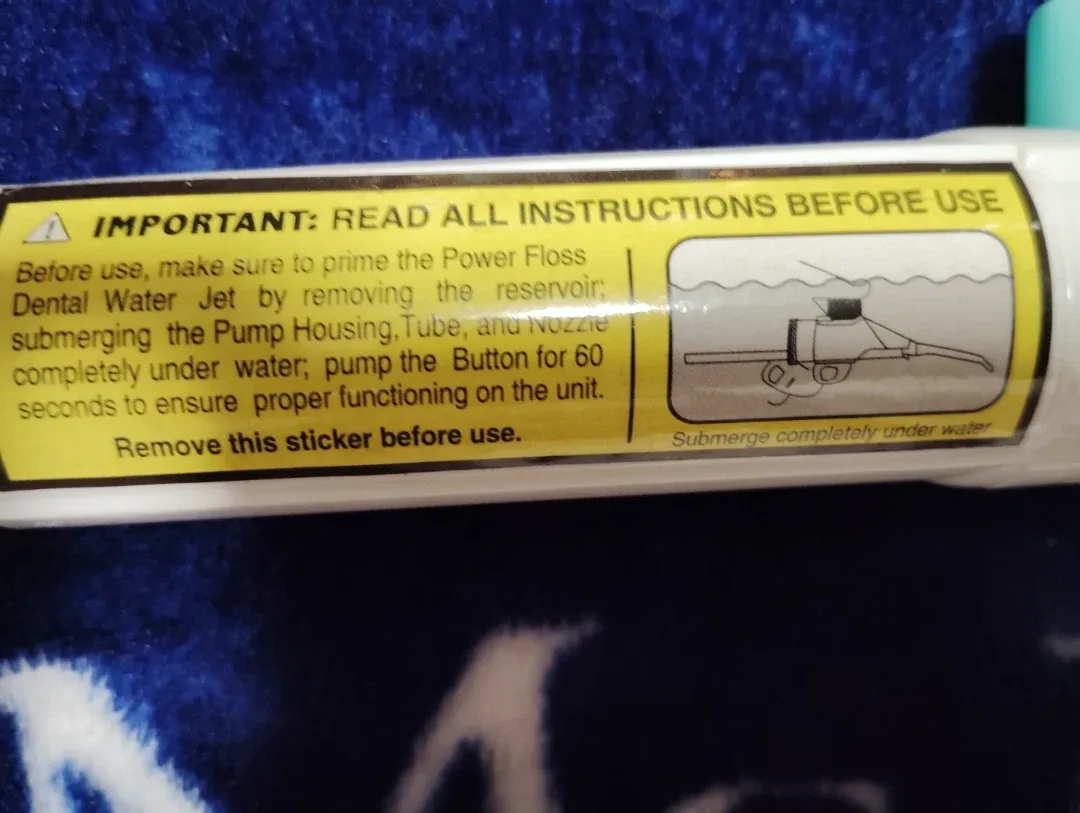 IMPORTANT: READ ALL INSTRUCTIONS BEFORE USE
Before use, make sure to prime the Power Floss
Dental Water Jet by removing the reservoir;
submerging the Pump Housing, Tube, and Nozzle
completely under water; pump the Button for 60
seconds to ensure proper functioning on the unit.
Remove this sticker before use.
Submerge completely under water